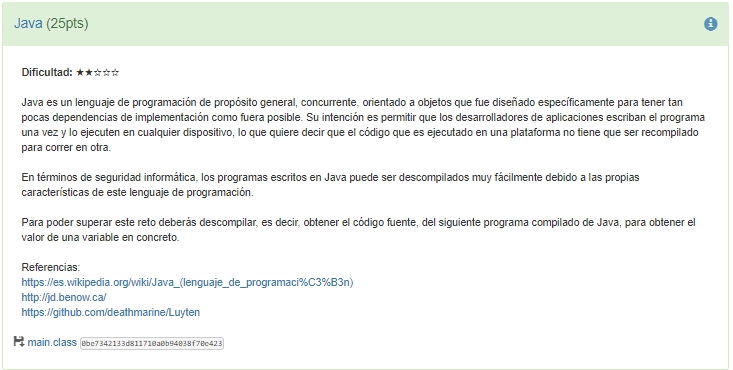 Java (25pts)
Dificultad: ★★☆☆☆
Java es un lenguaje de programación de propósito general, concurrente, orientado a objetos que fue diseñado específicamente para tener tan
pocas dependencias de implementación como fuera posible. Su intención es permitir que los desarrolladores de aplicaciones escriban el programa
una vez y lo ejecuten en cualquier dispositivo, lo que quiere decir que el código que es ejecutado en una plataforma no tiene que ser recompilado
para correr en otra.
En términos de seguridad informática, los programas escritos en Java puede ser descompilados muy fácilmente debido a las propias
características de este lenguaje de programación.
Para poder superar este reto deberás descompilar, es decir, obtener el código fuente, del siguiente programa compilado de Java, para obtener el
valor de una variable en concreto.
Referencias:
https://es.wikipedia.org/wiki/Java_(lenguaje_de_programaci%C3%B3n)
http://jd.benow.ca/
https://github.com/deathmarine/Luyten
main.class 0be7342133d811710a0b94038f70e423